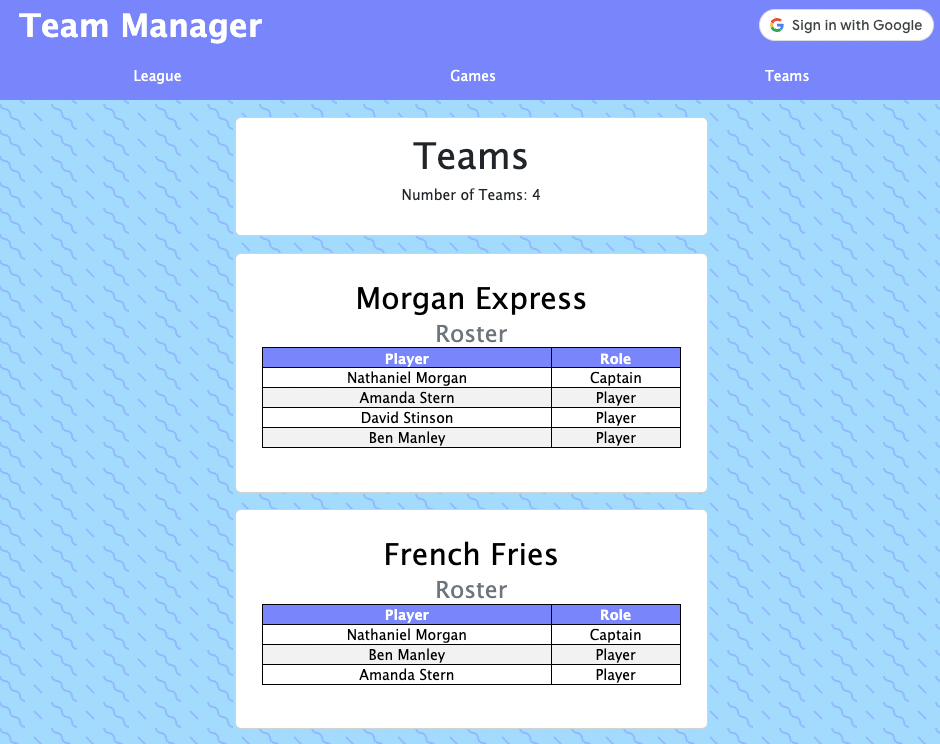 Team Manager
Sign in with Google
League Games Teams
Teams
Number of Teams: 4
Morgan Express
Roster
Player Role
Nathaniel Morgan Captain
Amanda Stern Player
David Stinson Player
Ben Manley Player
French Fries
Roster
Player Role
Nathaniel Morgan Captain
Ben Manley Player
Amanda Stern Player